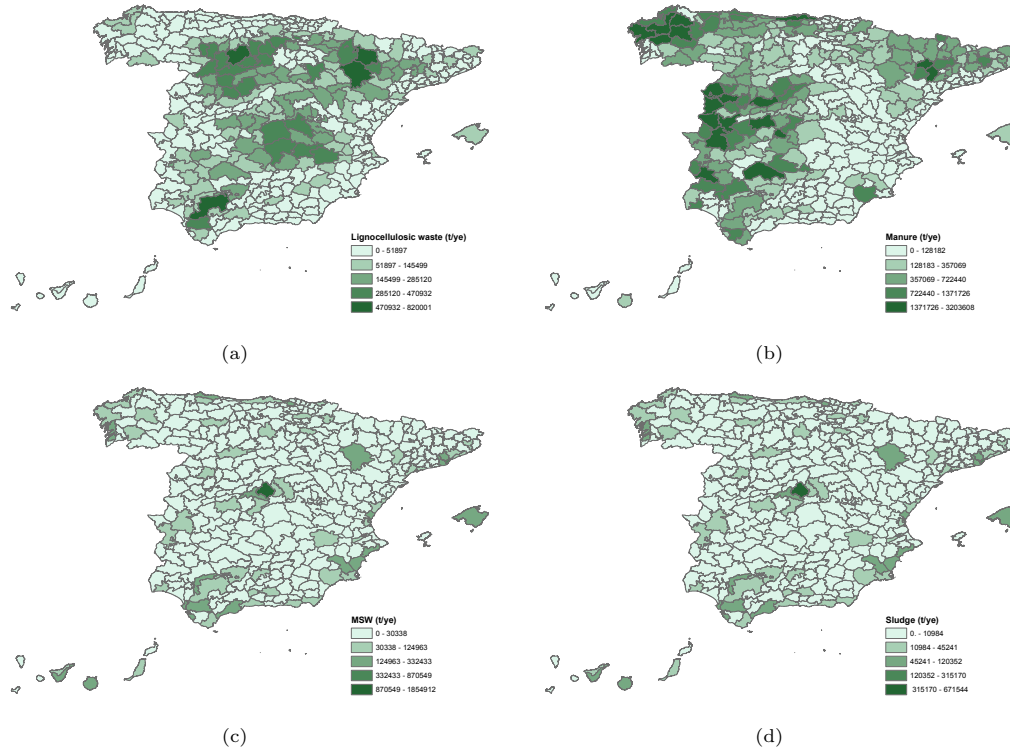 Lignocellulosic waste (t/ye)
0 - 51897
51897 - 145499
145499 - 285120
285120 - 470932
470932 - 820001
(a)
Manure (t/ye)
0 - 128182
128183 - 357069
357069 - 722440
722440 - 1371726
1371726 - 3203608
(b)
MSW (t/ye)
0 - 30338
30338 - 124963
124963 - 332433
332433 - 870549
870549 - 1854912
(c)
Sludge (t/ye)
0. - 10984
10984 - 45241
45241 - 120352
120352 - 315170
315170 - 671544
(d)